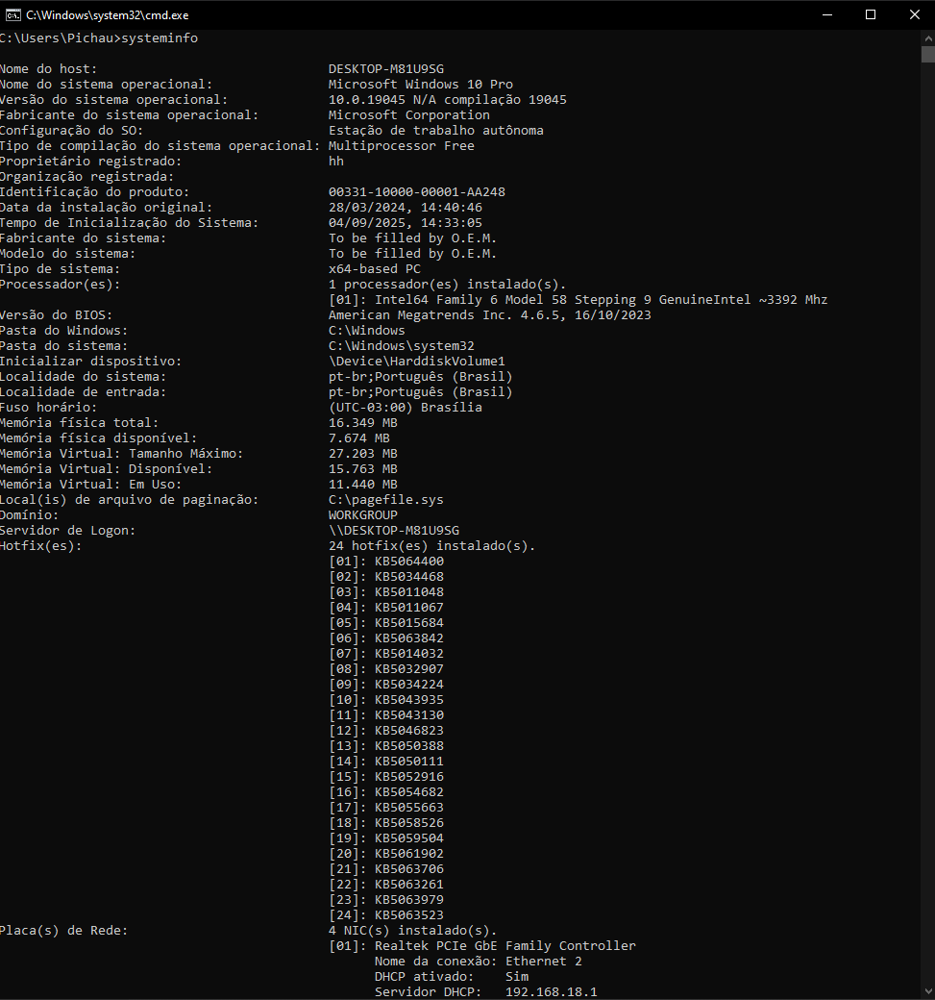 C:\Windows\system32\cmd.exe
C:\Users\Pichau>systeminfo
Nome do host: DESKTOP-M81U9SG
Nome do sistema operacional: Microsoft Windows 10 Pro
Versão do sistema operacional: 10.0.19045 N/A compilação 19045
Fabricante do sistema operacional: Microsoft Corporation
Configuração do SO: Estação de trabalho autônoma
Tipo de compilação do sistema operacional: Multiprocessor Free
Proprietário registrado: hh
Organização registrada:
Identificação do produto: 00331-10000-00001-AA248
Data da instalação original: 28/03/2024, 14:40:46
Tempo de Inicialização do Sistema: 04/09/2025, 14:33:05
Fabricante do sistema: To be filled by O.E.M.
Modelo do sistema: To be filled by O.E.M.
Tipo de sistema: x64-based PC
Processador(es): 1 processador(es) instalado(s).
[01]: Intel64 Family 6 Model 58 Stepping 9 GenuineIntel ~3392 Mhz
Versão do BIOS: American Megatrends Inc. 4.6.5, 16/10/2023
Pasta do Windows: C:\Windows
Pasta do sistema: C:\Windows\system32
Inicializar dispositivo: \Device\HarddiskVolume1
Localidade do sistema: pt-br;Português (Brasil)
Localidade de entrada: pt-br;Português (Brasil)
Fuso horário: (UTC-03:00) Brasília
Memória física total: 16.349 MB
Memória física disponível: 7.674 MB
Memória Virtual: Tamanho Máximo: 27.203 MB
Memória Virtual: Disponível: 15.763 MB
Memória Virtual: Em Uso: 11.440 MB
Local(is) de arquivo de paginação: C:\pagefile.sys
Domínio: WORKGROUP
Servidor de Logon: \\DESKTOP-M81U9SG
Hotfix(es): 24 hotfix(es) instalado(s).
[01]: KB5064400
[02]: KB5034468
[03]: KB5011048
[04]: KB5011067
[05]: KB5015684
[06]: KB5063842
[07]: KB5014032
[08]: KB5032907
[09]: KB5034224
[10]: KB5043935
[11]: KB5043130
[12]: KB5046823
[13]: KB5050388
[14]: KB5050111
[15]: KB5052916
[16]: KB5054682
[17]: KB5055663
[18]: KB5058526
[19]: KB5059504
[20]: KB5061902
[21]: KB5063706
[22]: KB5063261
[23]: KB5063979
[24]: KB5063523
Placa(s) de Rede: 4 NIC(s) instalado(s).
[01]: Realtek PCIe GbE Family Controller
Nome da conexão: Ethernet 2
DHCP ativado: Sim
Servidor DHCP: 192.168.18.1